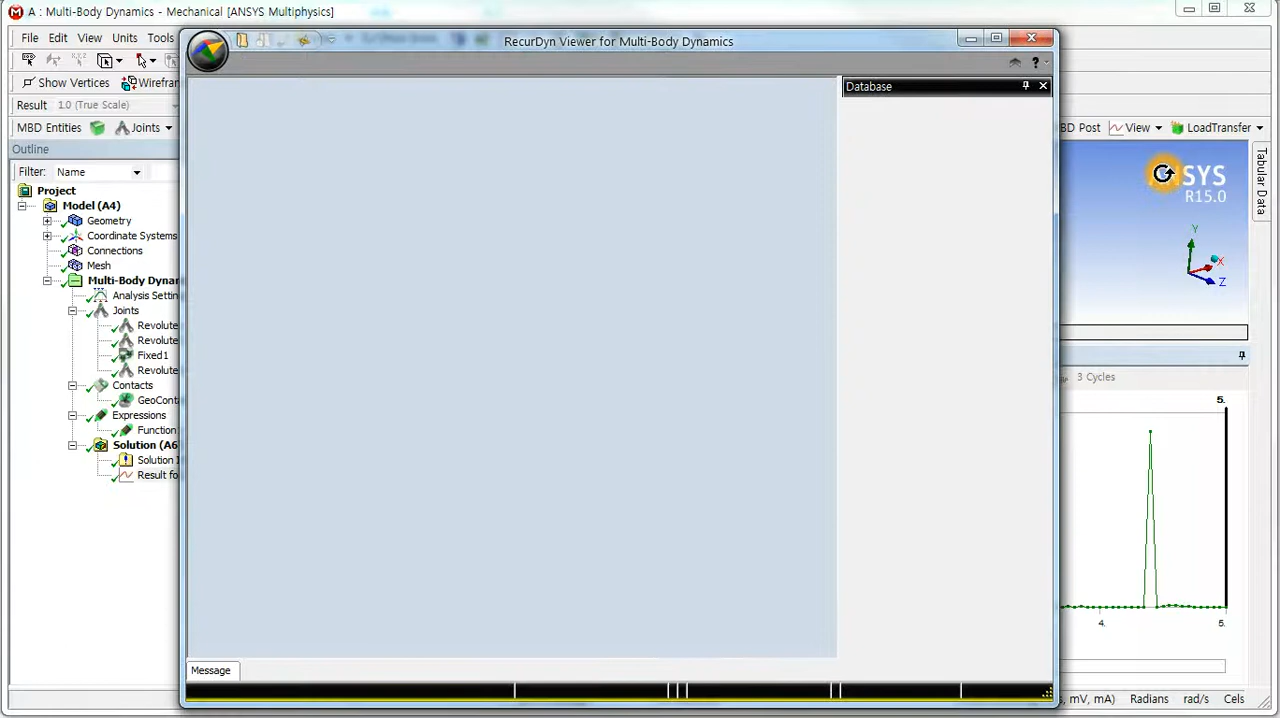 A : Multi-Body Dynamics - Mechanical [ANSYS Multiphysics]
File Edit View Units Tools
RecurDyn Viewer for Multi-Body Dynamics
Show Vertices Wirefran
Result 1.0 (True Scale)
Database
MBD Entities Joints
BD Post View LoadTransfer
Outline
Filter: Name
Project
Model (A4)
Geometry
Coordinate Systems
Connections
Mesh
Multi-Body Dynar
Analysis Settin
Joints
Revolute
Revolute
Fixed1
Revolute
Contacts
GeoConta
Expressions
Function
Solution (A6
Solution I
Result fo
SYS
R15.0
Tabular Data
Y
X
Z
3 Cycles
5.
4.
5.
Message
s, mV, mA) Radians rad/s Cels